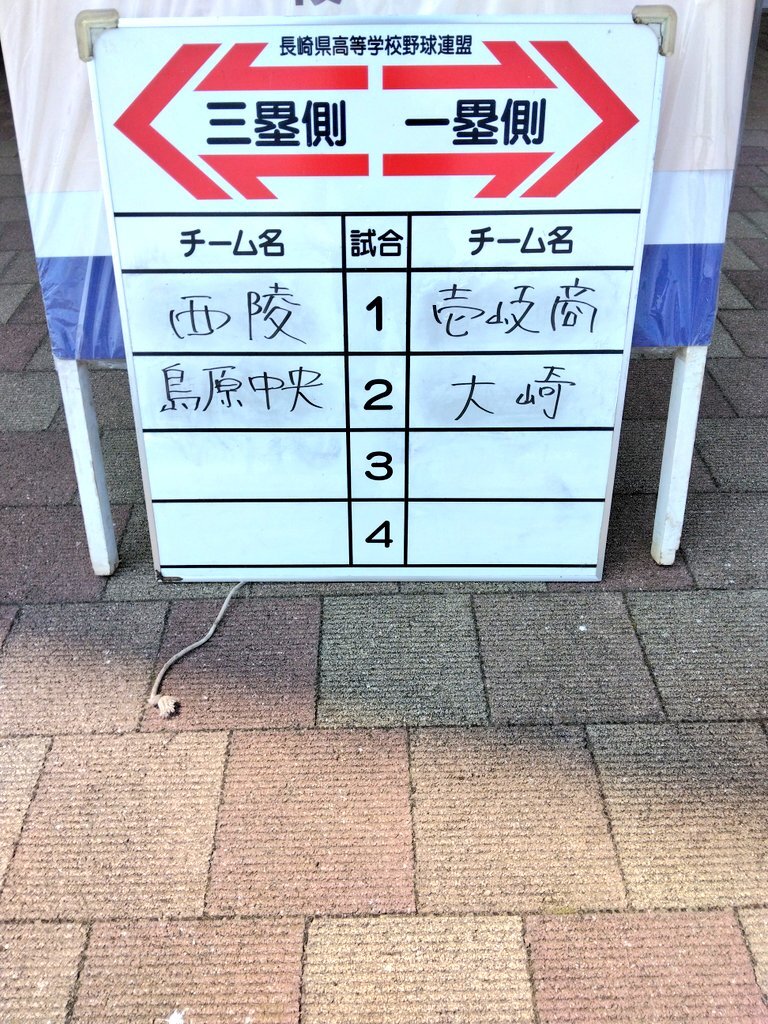 長崎県高等学校野球連盟
三塁側 一塁側
チーム名 試合 チーム名
西陵 1 壱岐商
島原中央 2 大崎
3
4